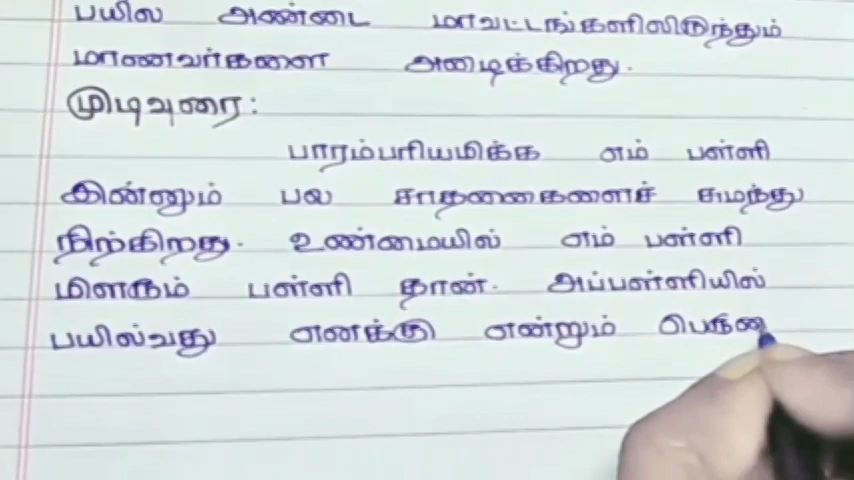 பயில அண்டை மாவட்டங்களிலிருந்தும்
மாணவர்களை அடைக்கிறது.
முடிவுரை:
பாரம்பரியமிக்க எம் பள்ளி
இன்னும் பல சாதனைகளைச் சுமந்து
நிற்கிறது. உண்மையில் எம் பள்ளி
மிளிரும் பள்ளி தான். அப்பள்ளியில்
பயில்வது எனக்கு என்றும்